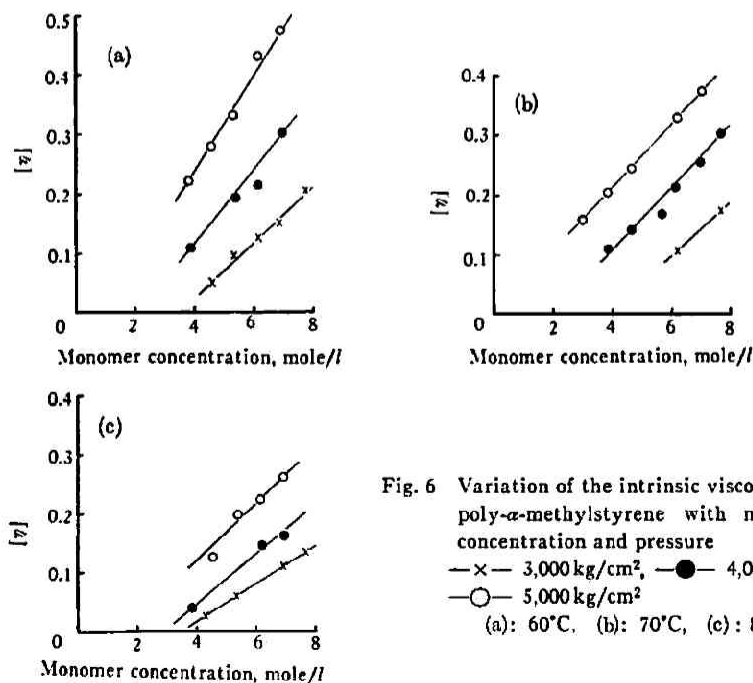 0.5
(a)
0.4
0.3
[η]
0.2
0.1
0
2
4
6
8
Monomer concentration, mole/l
0.4
(b)
0.3
[η]
0.2
0.1
0
2
4
6
8
Monomer concentration, mole/l
0.4
(c)
0.3
[η]
0.2
0.1
0
2
4
6
8
Monomer concentration, mole/l
Fig. 6 Variation of the intrinsic visco
poly-α-methylstyrene with
concentration and pressure
—×— 3,000 kg/cm², —●— 4,0
—○— 5,000 kg/cm²
(a): 60°C, (b): 70°C, (c): 8